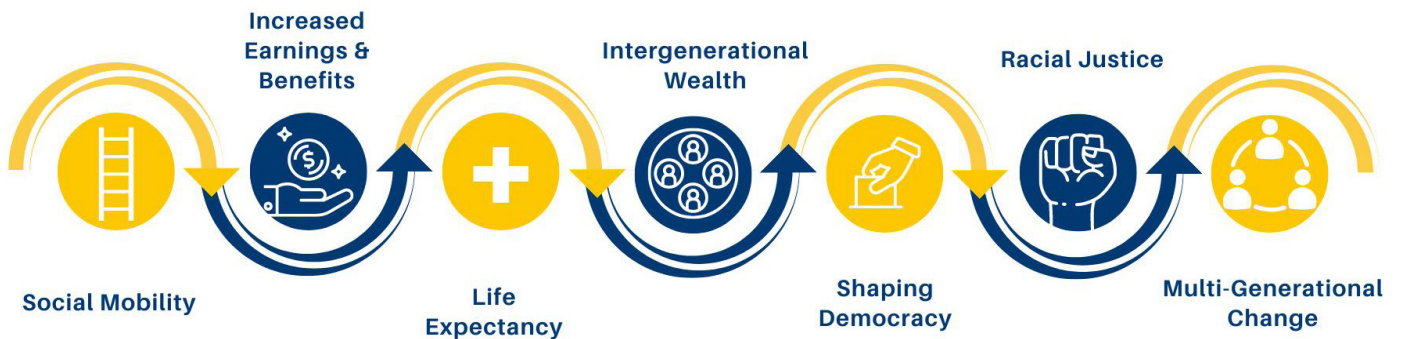 Social Mobility
Increased
Earnings &
Benefits
$
Life
Expectancy
Intergenerational
Wealth
Shaping
Democracy
Racial Justice
Multi-Generational
Change